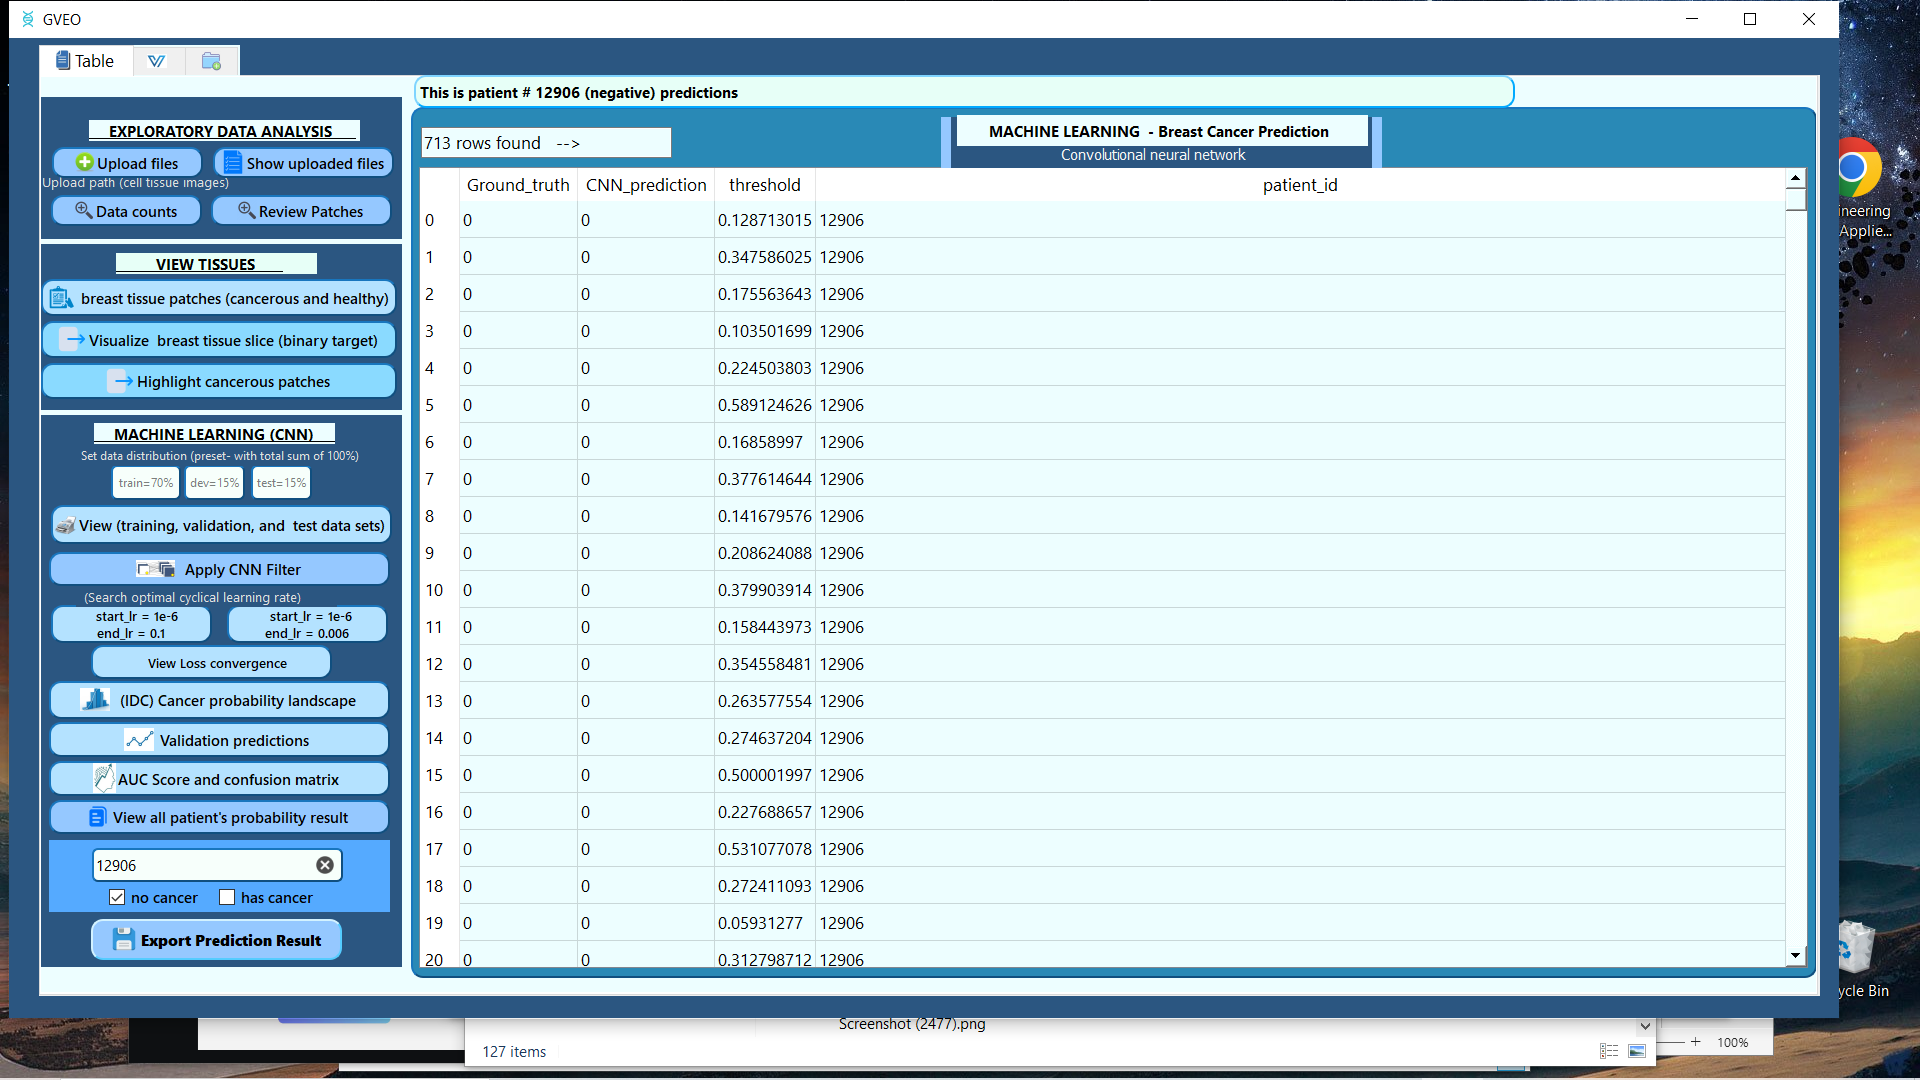 GVEO
Table
This is patient # 12906 (negative) predictions
EXPLORATORY DATA ANALYSIS
Upload files
Show uploaded files
Upload path (cell tissue images)
Data counts
Review Patches
VIEW TISSUES
breast tissue patches (cancerous and healthy)
Visualize breast tissue slice (binary target)
Highlight cancerous patches
MACHINE LEARNING (CNN)
Set data distribution (preset- with total sum of 100%)
train=70% dev=15% test=15%
View (training, validation, and test data sets)
Apply CNN Filter
(Search optimal cyclical learning rate)
start_lr = 1e-6
end_lr = 0.1
start_lr = 1e-6
end_lr = 0.006
View Loss convergence
(IDC) Cancer probability landscape
Validation predictions
AUC Score and confusion matrix
View all patient's probability result
12906
no cancer has cancer
Export Prediction Result
713 rows found -->
MACHINE LEARNING - Breast Cancer Prediction
Convolutional neural network
Ground_truth CNN_prediction threshold patient_id
0 0 0 0.128713015 12906
1 0 0 0.347586025 12906
2 0 0 0.175563643 12906
3 0 0 0.103501699 12906
4 0 0 0.224503803 12906
5 0 0 0.589124626 12906
6 0 0 0.16858997 12906
7 0 0 0.377614644 12906
8 0 0 0.141679576 12906
9 0 0 0.208624088 12906
10 0 0 0.379903914 12906
11 0 0 0.158443973 12906
12 0 0 0.354558481 12906
13 0 0 0.263577554 12906
14 0 0 0.274637204 12906
15 0 0 0.500001997 12906
16 0 0 0.227688657 12906
17 0 0 0.531077078 12906
18 0 0 0.272411093 12906
19 0 0 0.05931277 12906
20 0 0 0.312798712 12906
ineering
Applie...
ycle Bin
Screenshot (2477).png
127 items
100%